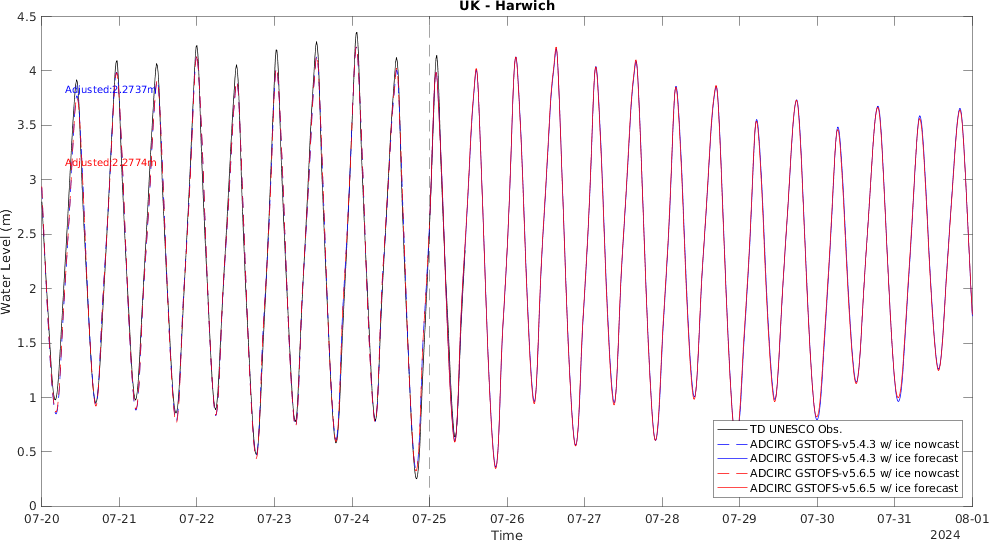 UK - Harwich
4.5
4
3.5
3
2.5
2
1.5
1
0.5
0
Water Level (m)
Adjusted:2.2737m
Adjusted:2.2774m
TD UNESCO Obs.
ADCIRC GSTOFS-v5.4.3 w/ ice nowcast
ADCIRC GSTOFS-v5.4.3 w/ ice forecast
ADCIRC GSTOFS-v5.6.5 w/ ice nowcast
ADCIRC GSTOFS-v5.6.5 w/ ice forecast
07-20 07-21 07-22 07-23 07-24 07-25 07-26 07-27 07-28 07-29 07-30 07-31 08-01
Time
2024